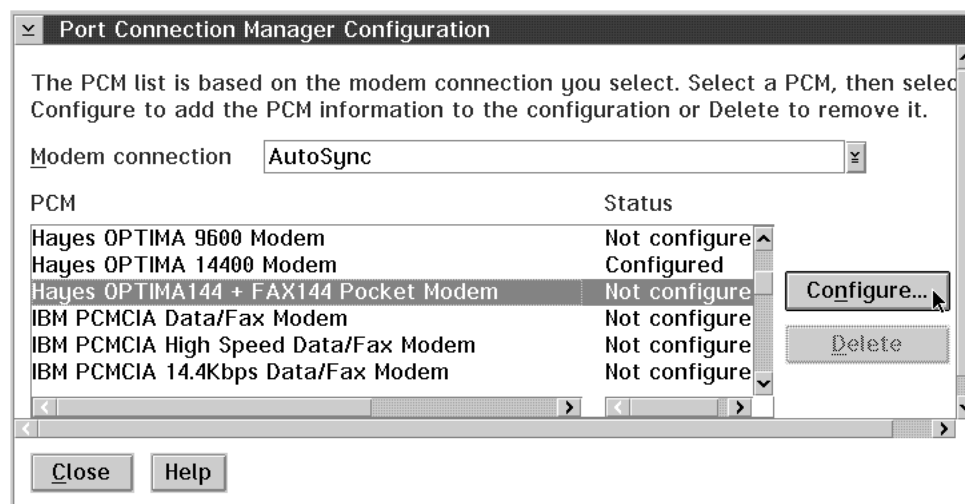 Port Connection Manager Configuration
The PCM list is based on the modem connection you select. Select a PCM, then selec
Configure to add the PCM information to the configuration or Delete to remove it.
Modem connection AutoSync
PCM Status
Hayes OPTIMA 9600 Modem Not configure
Hayes OPTIMA 14400 Modem Configured
Hayes OPTIMA144 + FAX144 Pocket Modem Not configure
Configure...
IBM PCMCIA Data/Fax Modem Not configure
IBM PCMCIA High Speed Data/Fax Modem Not configure
Delete
IBM PCMCIA 14.4Kbps Data/Fax Modem Not configure
Close Help